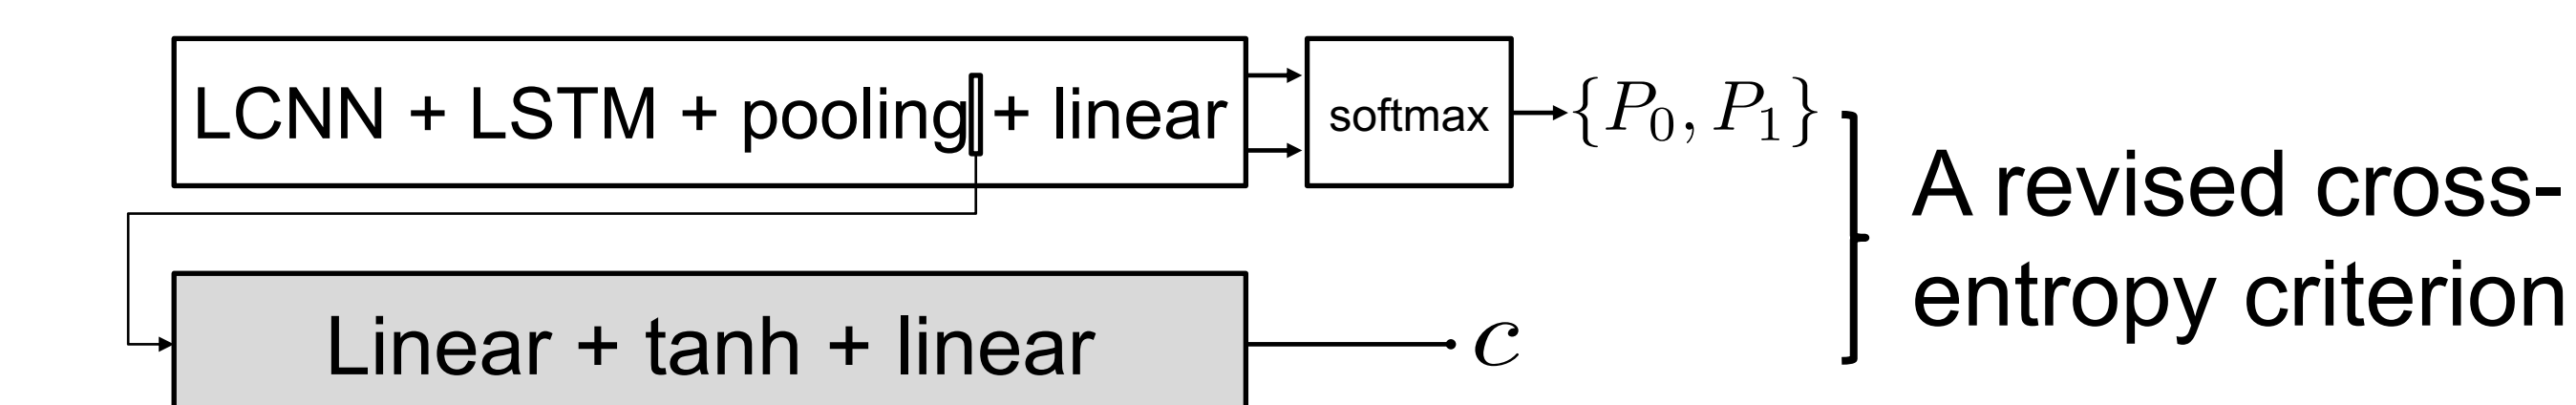 LCNN + LSTM + pooling + linear
softmax
{P₀, P₁}
A revised cross-
entropy criterion
Linear + tanh + linear
c